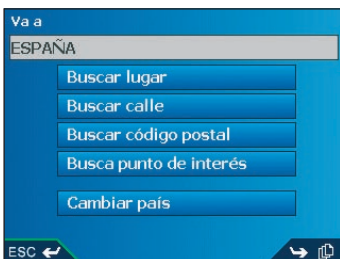 Va a
ESPAÑA
Buscar lugar
Buscar calle
Buscar código postal
Busca punto de interés
Cambiar país
ESC